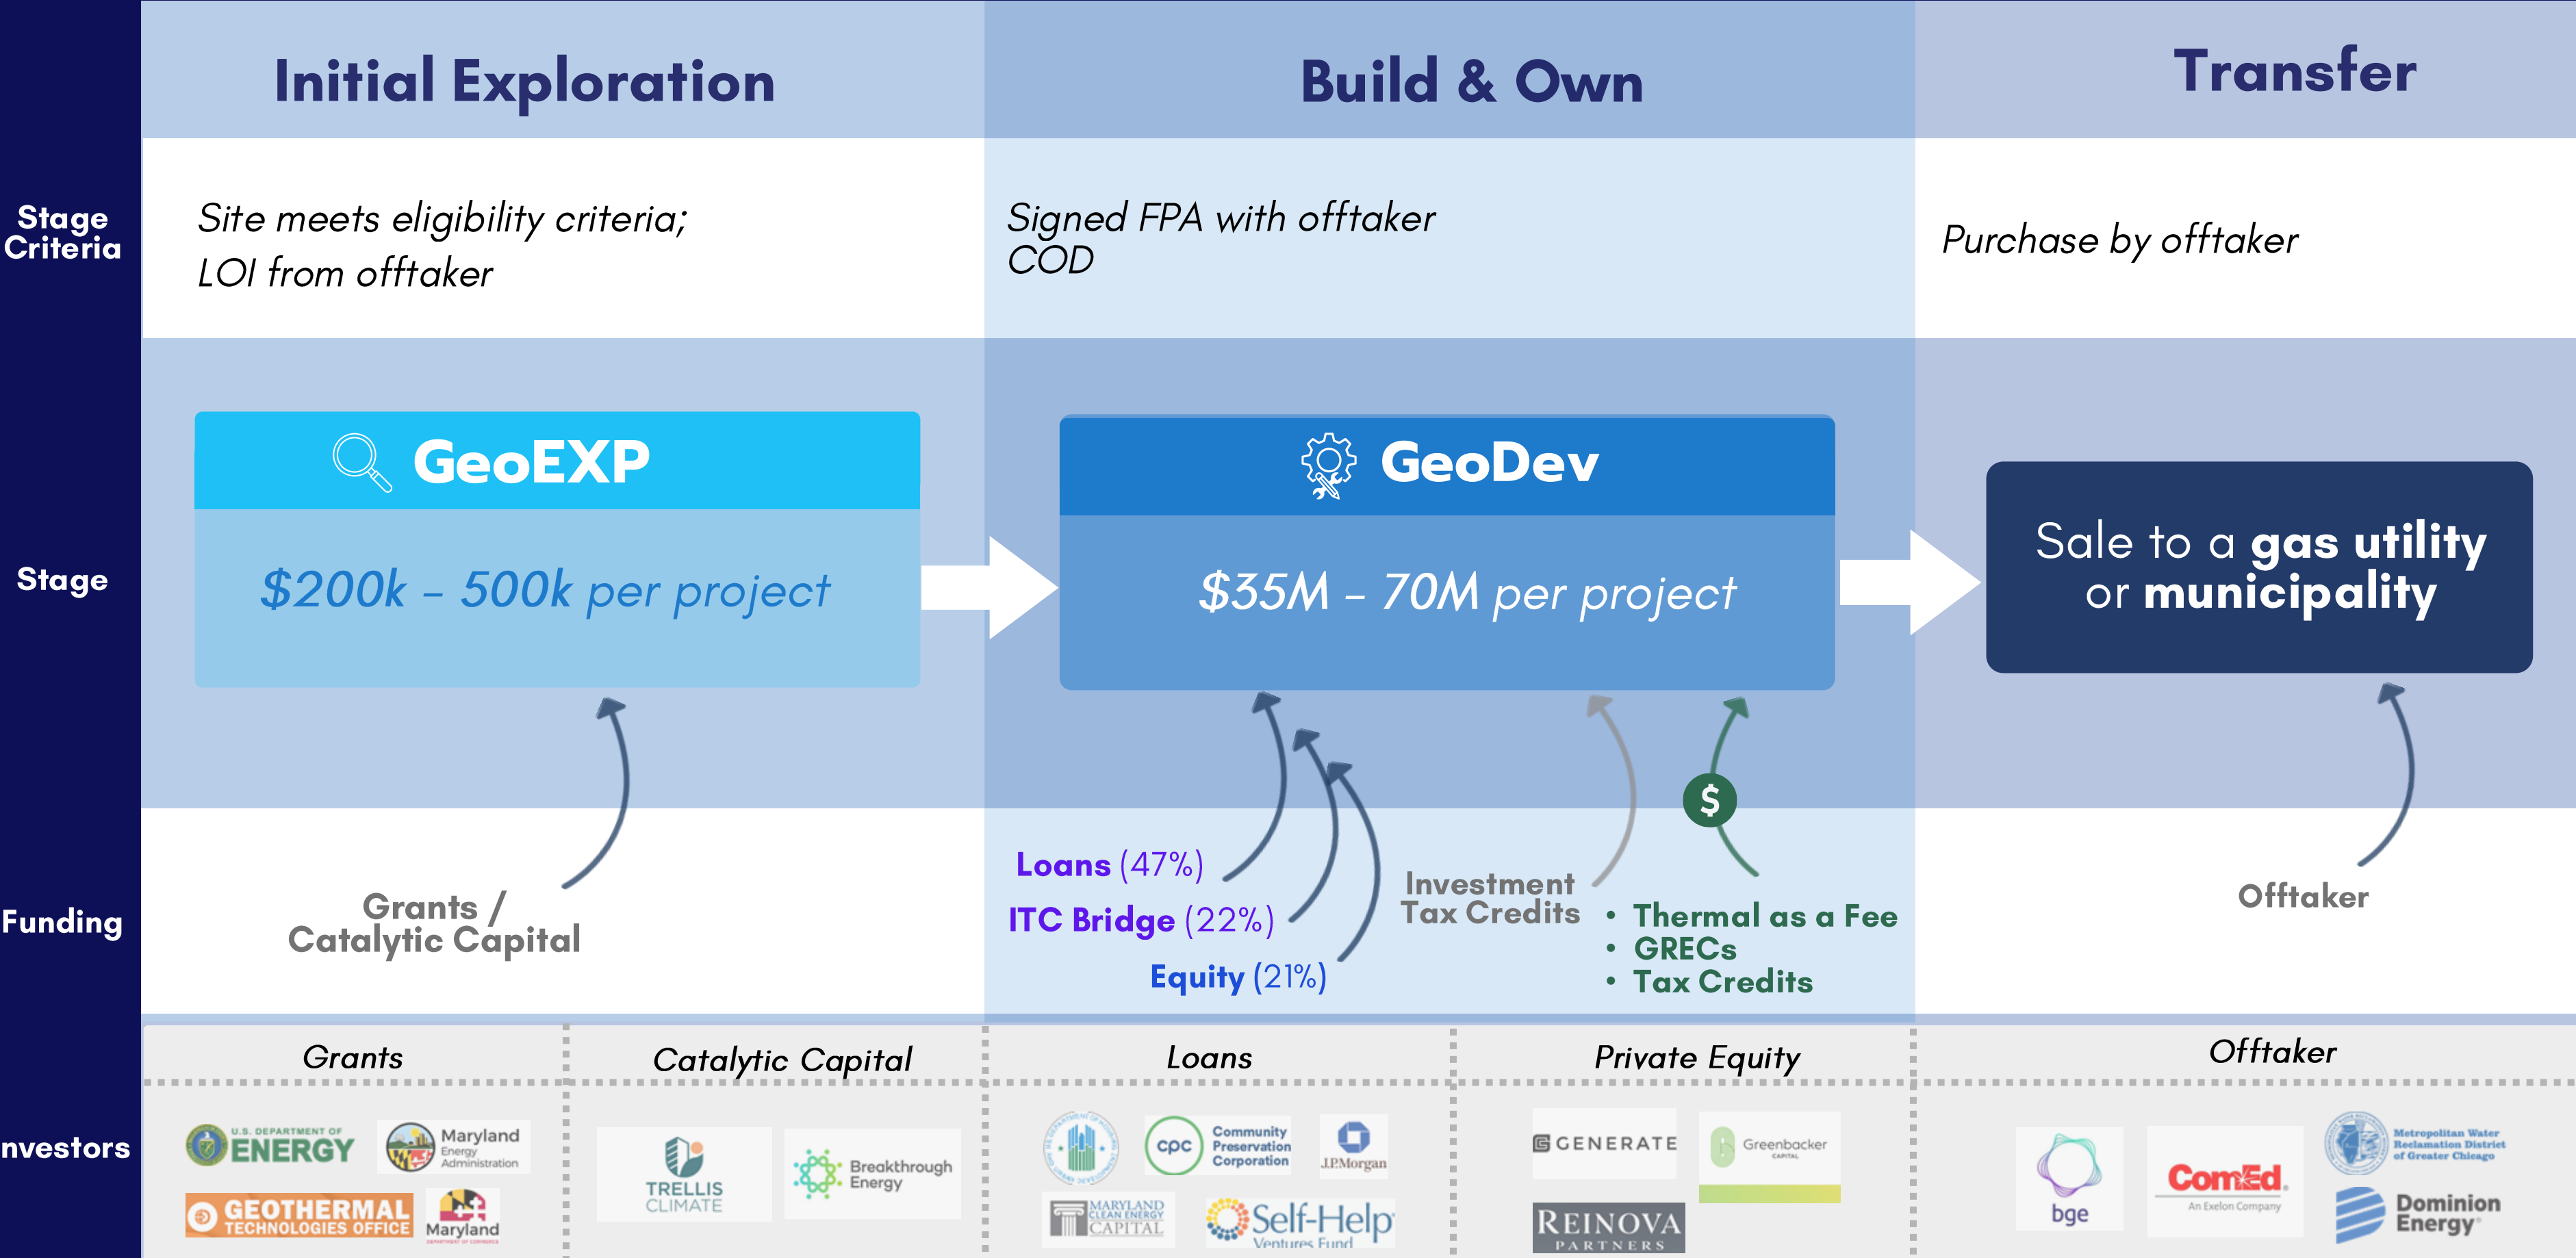 Initial Exploration
Build & Own
Transfer
Stage
Criteria
Site meets eligibility criteria;
LOI from offtaker
Signed FPA with offtaker
COD
Purchase by offtaker
Stage
GeoEXP
$200k – 500k per project
GeoDev
$35M – 70M per project
Sale to a gas utility
or municipality
Funding
Grants /
Catalytic Capital
Loans (47%)
ITC Bridge (22%)
Equity (21%)
Investment
Tax Credits
$
• Thermal as a Fee
• GRECs
• Tax Credits
Offtaker
nvestors
Grants
Catalytic Capital
Loans
Private Equity
Offtaker
U.S. DEPARTMENT OF
ENERGY
Maryland
Energy
Administration
GEOTHERMAL
TECHNOLOGIES OFFICE
Maryland
DEPARTMENT OF COMMERCE
TRELLIS
CLIMATE
Breakthrough
Energy
cpc
Community
Preservation
Corporation
J.P.Morgan
MARYLAND
CLEAN ENERGY
CAPITAL
Self-Help
Ventures Fund
GENERATE
Greenbacker
CAPITAL
REINOVA
PARTNERS
bge
ComEd
An Exelon Company
Metropolitan Water
Reclamation District
of Greater Chicago
Dominion
Energy®